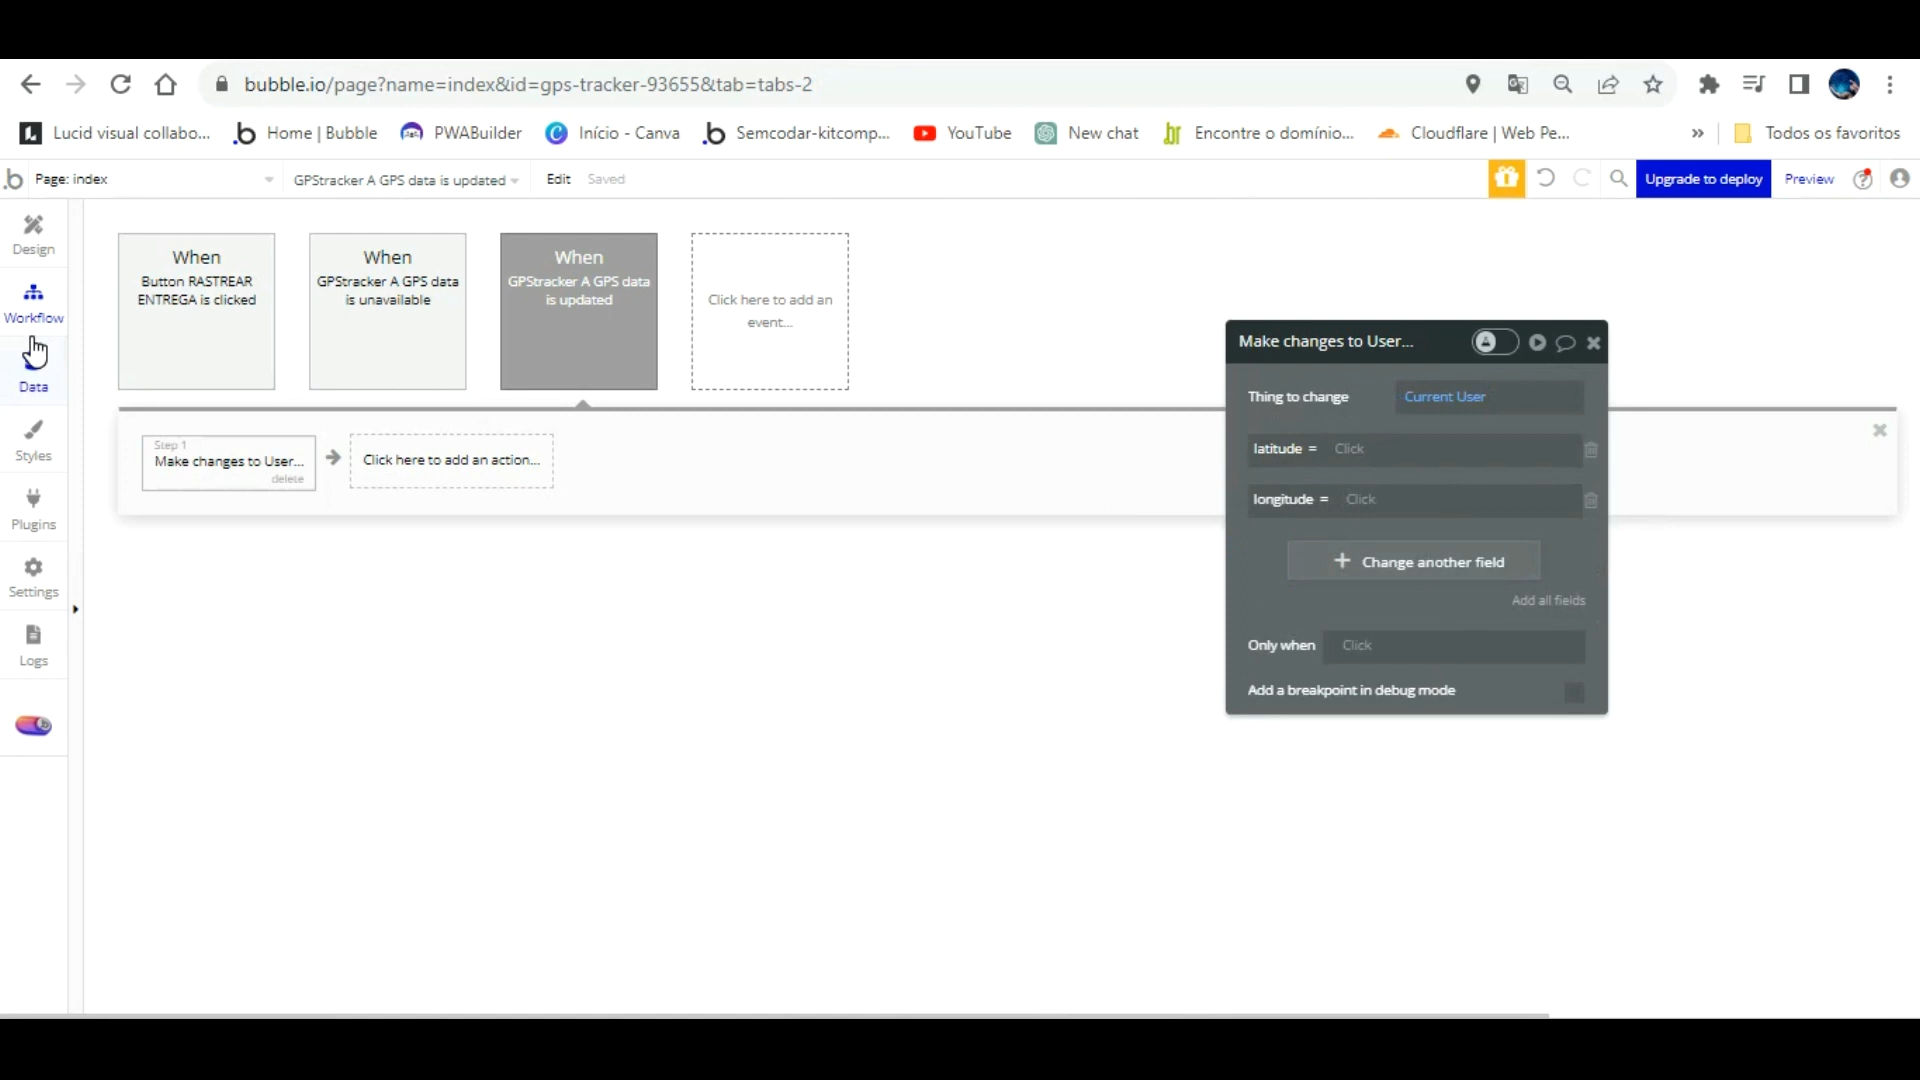 bubble.io/page?name=index&id=gps-tracker-93655&tab=tabs-2
Lucid visual collabo...
Home | Bubble
PWABuilder
Início - Canva
Semcodar-kitcomp...
YouTube
New chat
Encontre o domínio...
Cloudflare | Web Pe...
»
Todos os favoritos
Page: index
GPStracker A GPS data is updated
Edit
Saved
Upgrade to deploy
Preview
Design
Workflow
Data
Styles
Plugins
Settings
Logs
When
Button RASTREAR
ENTREGA is clicked
When
GPStracker A GPS data
is unavailable
When
GPStracker A GPS data
is updated
Click here to add an
event...
Step 1
Make changes to User...
delete
Click here to add an action...
Make changes to User...
Thing to change
Current User
latitude =
Click
longitude =
Click
+ Change another field
Add all fields
Only when
Click
Add a breakpoint in debug mode